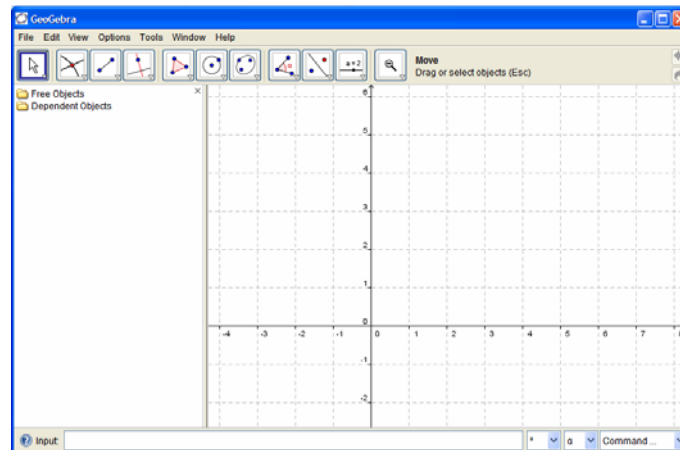 GeoGebra
File Edit View Options Tools Window Help
a=2
Move
Drag or select objects (Esc)
Free Objects
Dependent Objects
6
5
4
3
2
1
0
-4 -3 -2 -1 0 1 2 3 4 5 6 7 8
-1
-2
Input: * α Command ...